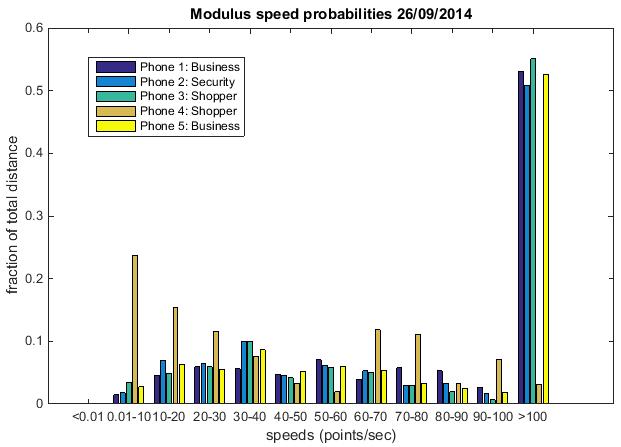 Modulus speed probabilities 26/09/2014
0.6
Phone 1: Business
Phone 2: Security
Phone 3: Shopper
Phone 4: Shopper
Phone 5: Business
0.5
0.4
0.3
0.2
0.1
0
fraction of total distance
<0.01 0.01-10 10-20 20-30 30-40 40-50 50-60 60-70 70-80 80-90 90-100 >100
speeds (points/sec)